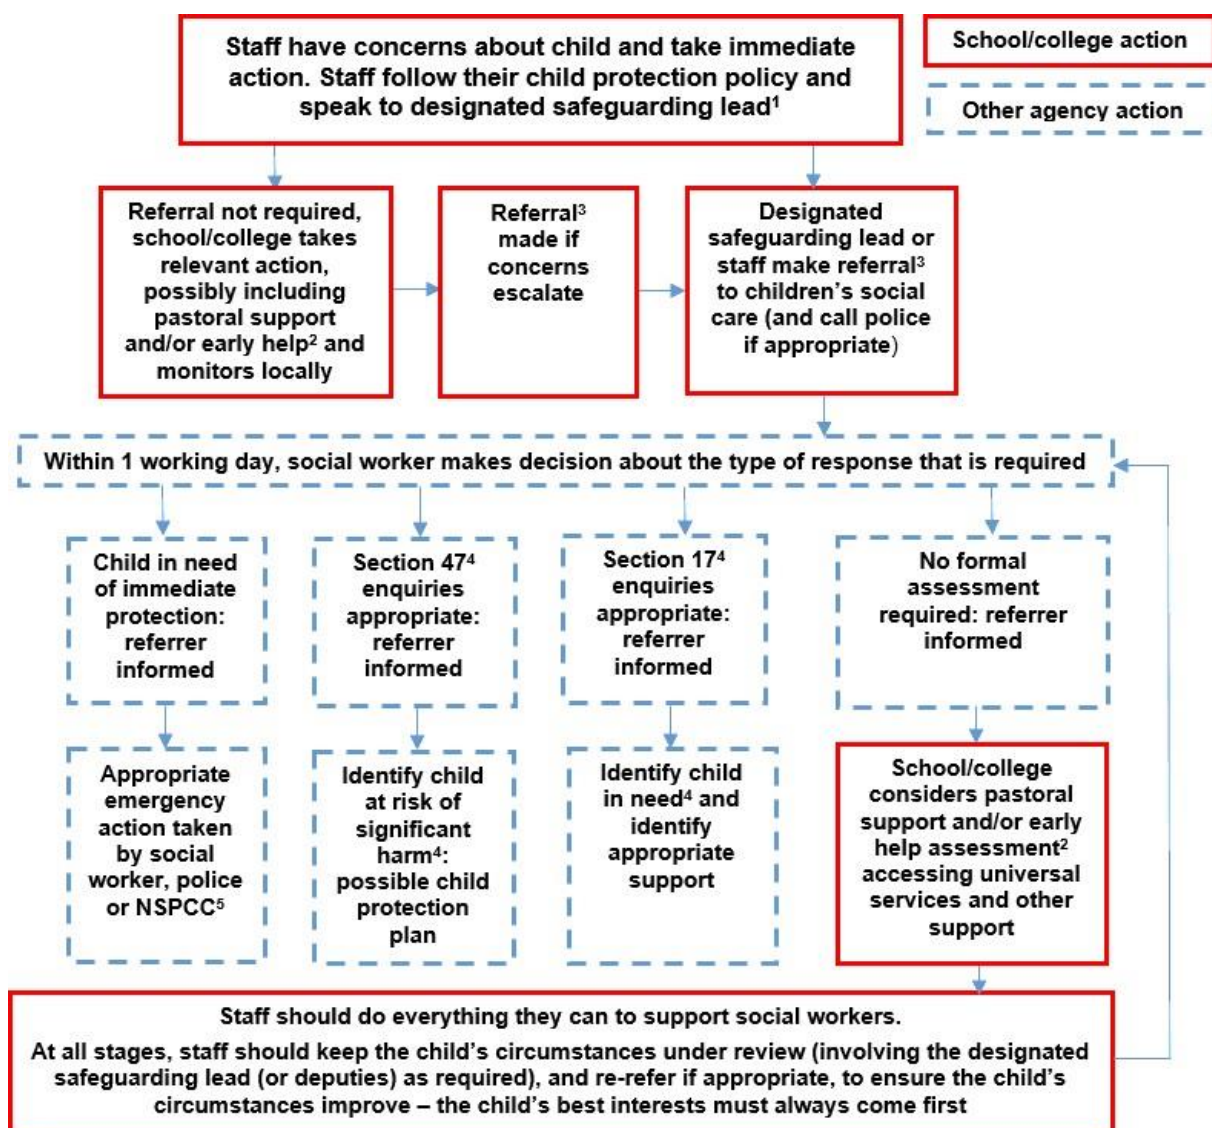 Staff have concerns about child and take immediate
action. Staff follow their child protection policy and
speak to designated safeguarding lead¹
School/college action
Other agency action
Referral not required,
school/college takes
relevant action,
possibly including
pastoral support
and/or early help² and
monitors locally
Referral³
made if
concerns
escalate
Designated
safeguarding lead or
staff make referral³
to children’s social
care (and call police
if appropriate)
Within 1 working day, social worker makes decision about the type of response that is required
Child in need
of immediate
protection:
referrer
informed
Section 47⁴
enquiries
appropriate:
referrer
informed
Section 17⁴
enquiries
appropriate:
referrer
informed
No formal
assessment
required: referrer
informed
Appropriate
emergency
action taken
by social
worker, police
or NSPCC⁵
Identify child
at risk of
significant
harm⁴:
possible child
protection
plan
Identify child
in need⁴ and
identify
appropriate
support
School/college
considers pastoral
support and/or early
help assessment²
accessing universal
services and other
support
Staff should do everything they can to support social workers.
At all stages, staff should keep the child’s circumstances under review (involving the designated
safeguarding lead (or deputies) as required), and re-refer if appropriate, to ensure the child’s
circumstances improve – the child’s best interests must always come first